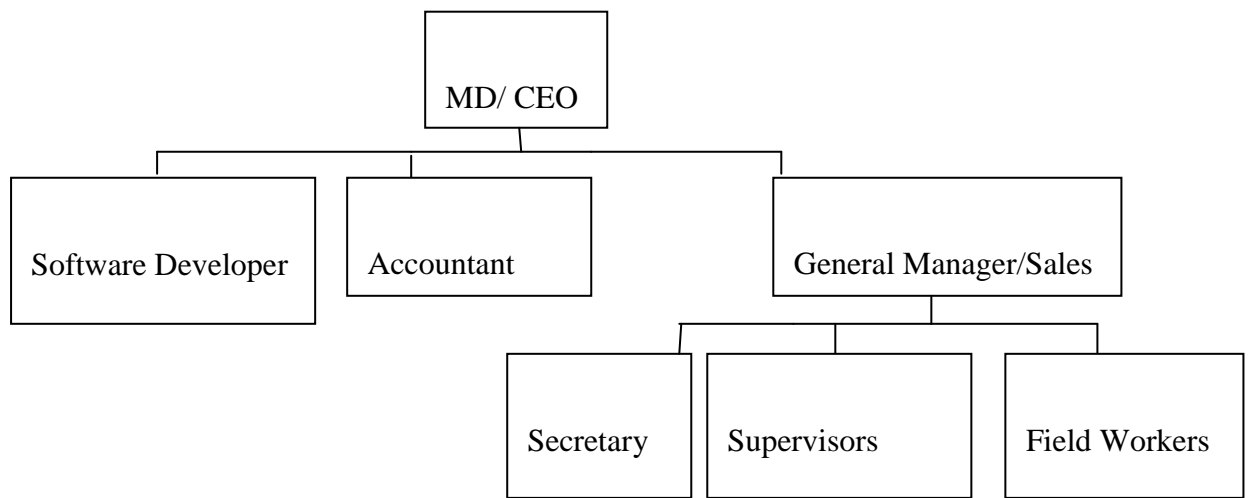 MD/ CEO
Software Developer
Accountant
General Manager/Sales
Secretary
Supervisors
Field Workers